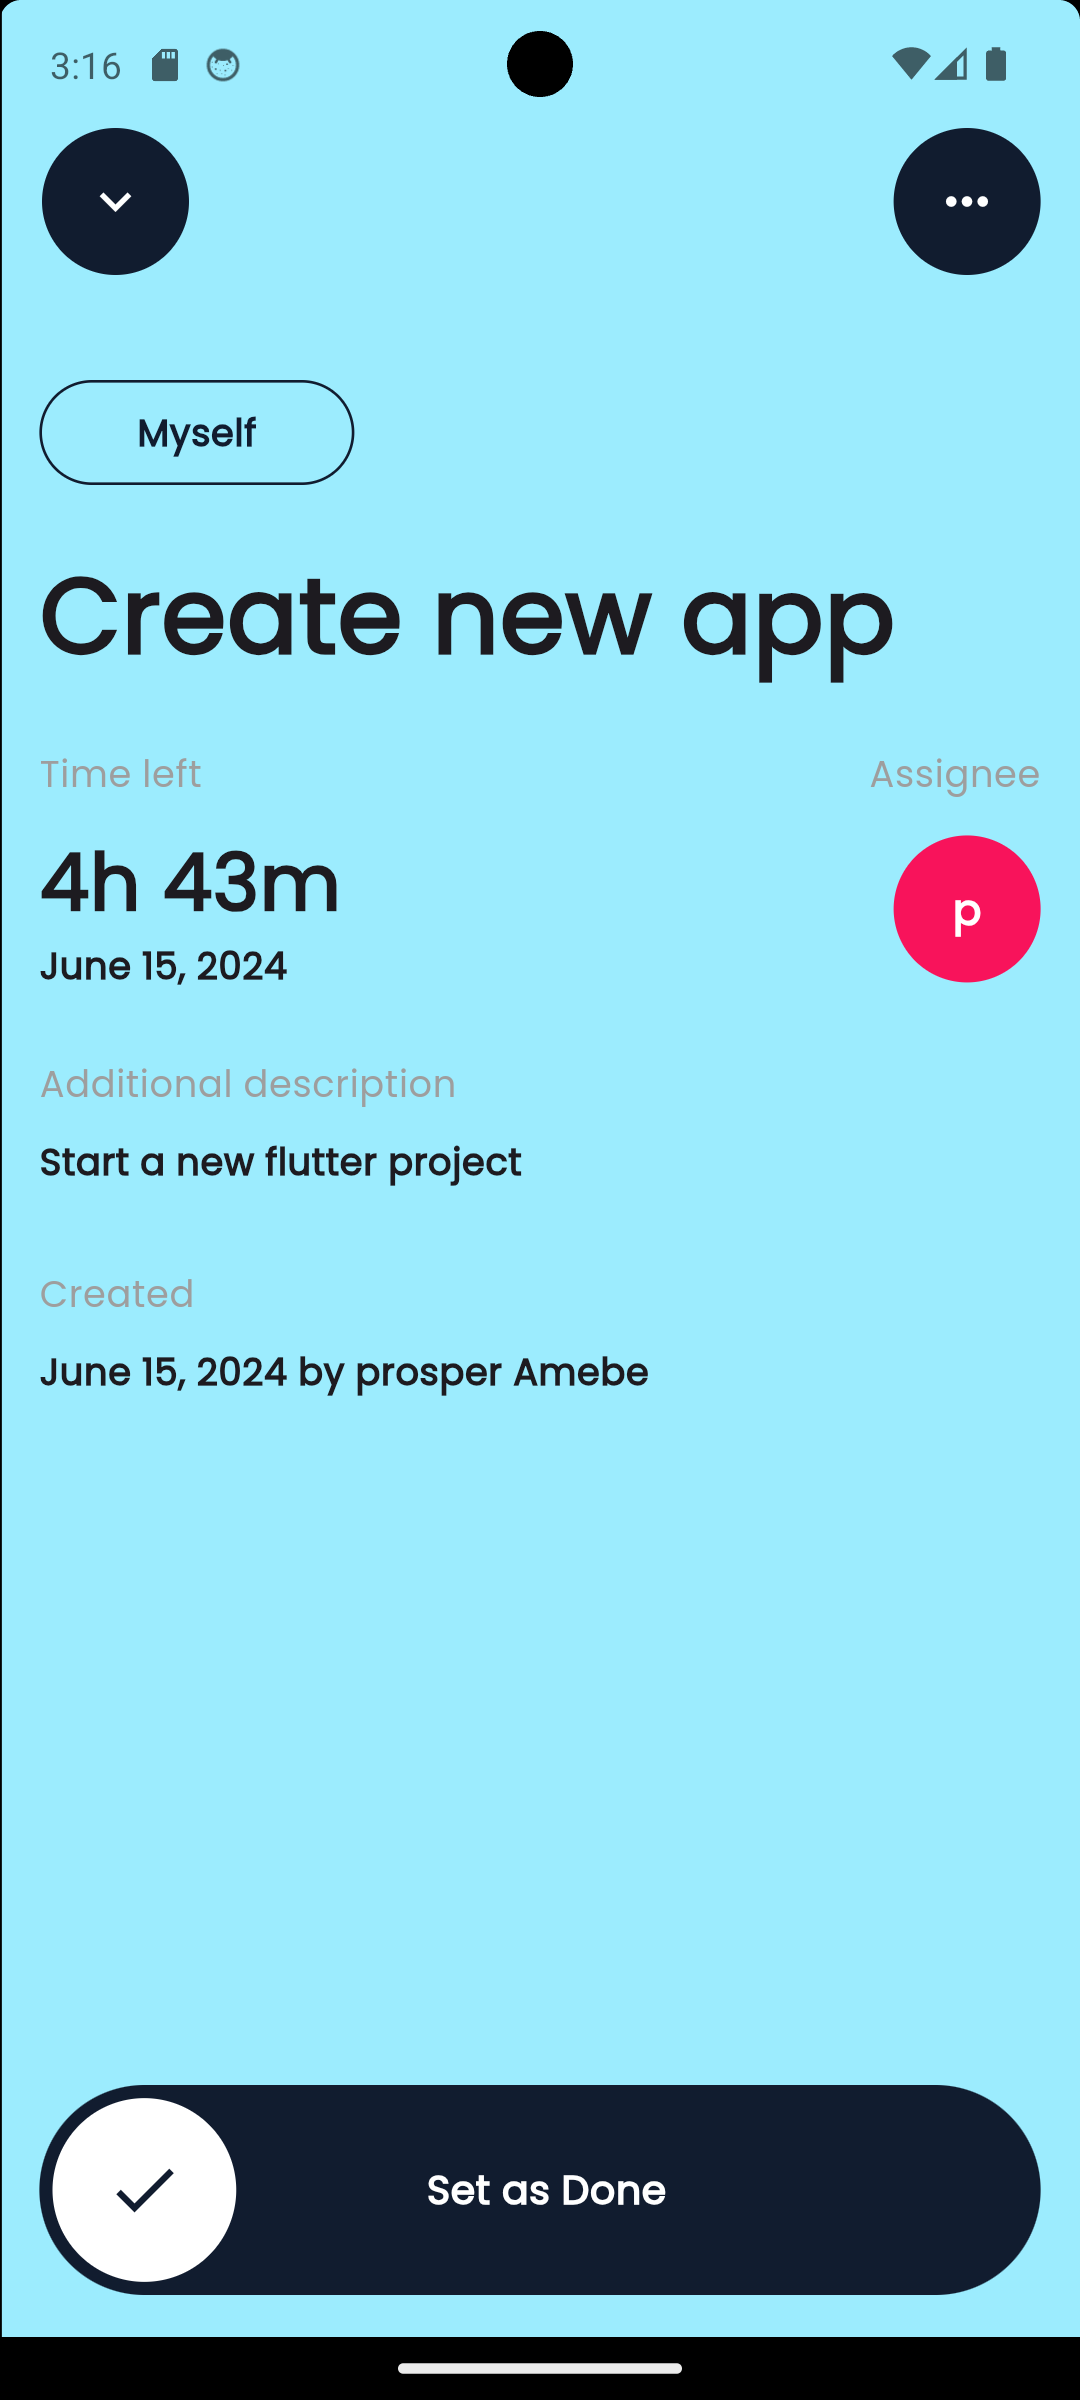 3:16
Myself
Create new app
Time left
Assignee
4h 43m
p
June 15, 2024
Additional description
Start a new flutter project
Created
June 15, 2024 by prosper Amebe
Set as Done